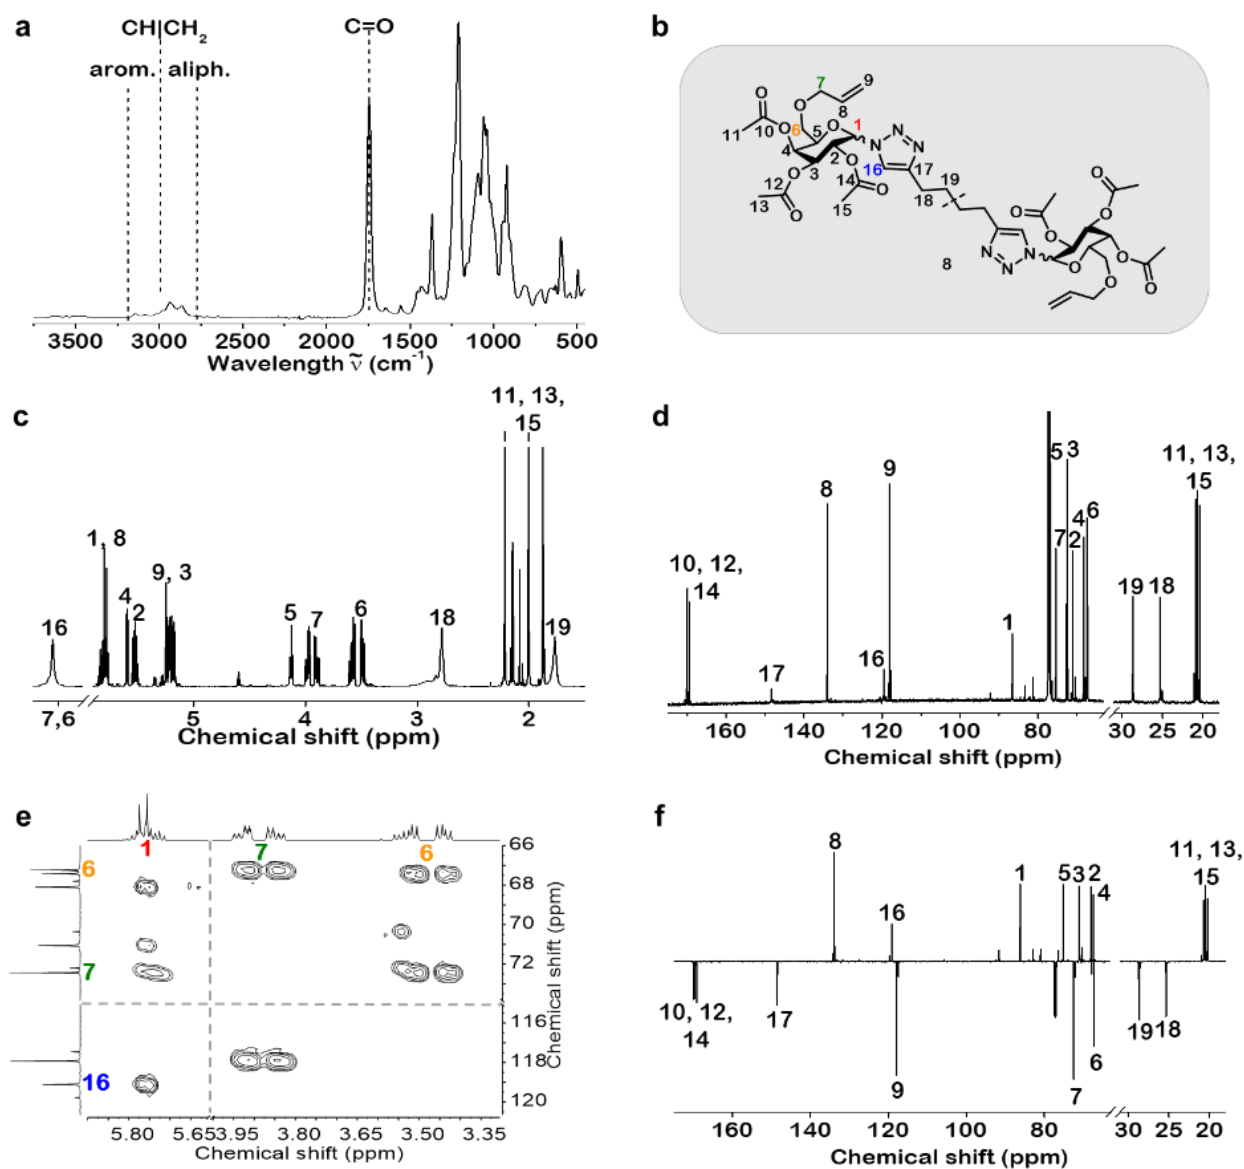 a
CH|CH2
C=O
arom. aliph.
3500 3000 2500 2000 1500 1000 500
Wavelength ṽ (cm⁻¹)
b
7
9
O
8
O
O
6
5
O
1
11
10
O
N
N
4
N
N
2
16
17
3
O
O
19
12
14
O
18
13
O
15
O
O
O
O
N
N
N
O
O
8
O
O
c
11, 13,
15
1, 8
9, 3
4
2
16
5
7
6
18
19
7,6 5 4 3 2
Chemical shift (ppm)
d
5 3
11, 13,
15
9
8
4 6
7 2
10, 12,
14
19 18
1
16
17
160 140 120 100 80 30 25 20
Chemical shift (ppm)
e
1 7 6
66
6
68
70
7
72
116
118
16
120
Chemical shift (ppm)
5.80 5.65 3.95 3.80 3.65 3.50 3.35
Chemical shift (ppm)
f
8
11, 13,
15
1 5 3 2
4
16
10, 12,
14
17
19 18
6
9
7
160 140 120 100 80 30 25 20
Chemical shift (ppm)